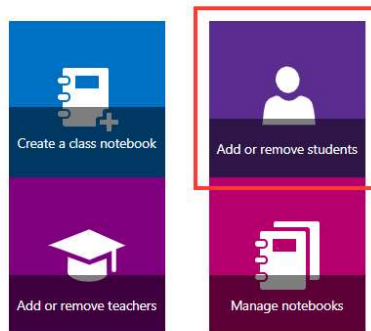 Create a class notebook
Add or remove students
Add or remove teachers
Manage notebooks